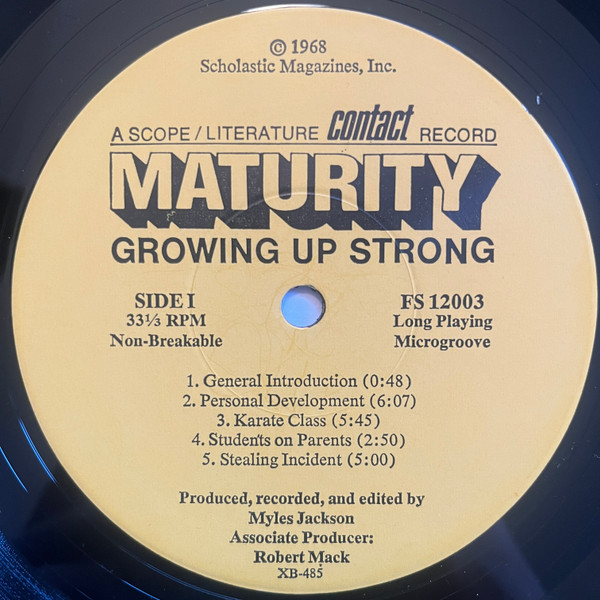 © 1968
Scholastic Magazines, Inc.
A SCOPE/LITERATURE contact RECORD
MATURITY
GROWING UP STRONG
SIDE I FS 12003
33⅓ RPM Long Playing
Non-Breakable Microgroove
1. General Introduction (0:48)
2. Personal Development (6:07)
3. Karate Class (5:45)
4. Students on Parents (2:50)
5. Stealing Incident (5:00)
Produced, recorded, and edited by
Myles Jackson
Associate Producer:
Robert Mack
XB-485